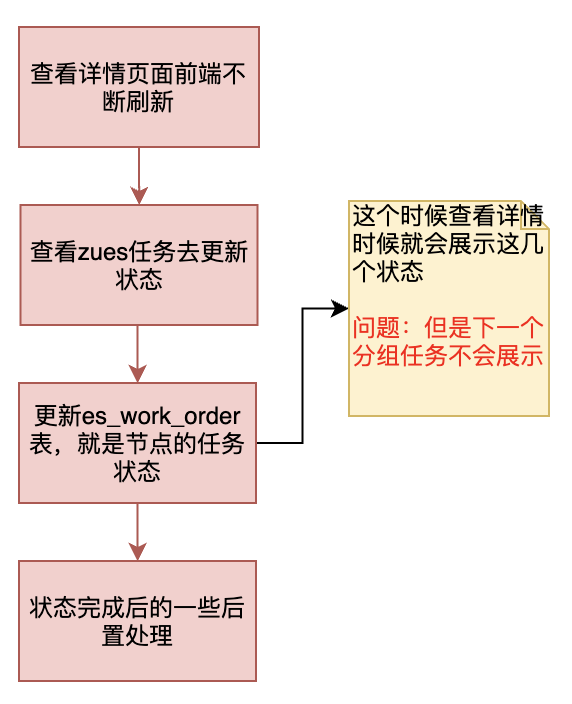 查看详情页面前端不
断刷新
查看zues任务去更新
状态
这个时候查看详情
时候就会展示这几
个状态
问题：但是下一个
分组任务不会展示
更新es_work_order
表，就是节点的任务
状态
状态完成后的一些后
置处理